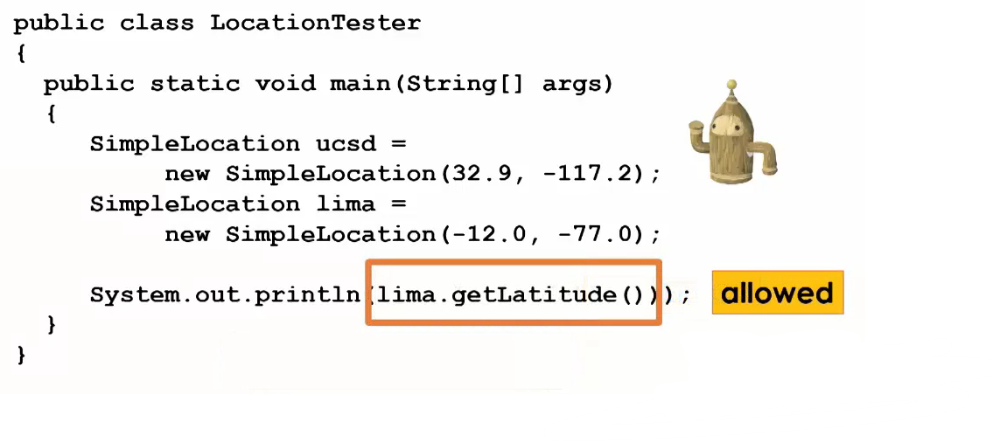 public class LocationTester
{
public static void main(String[] args)
{
SimpleLocation ucsd =
new SimpleLocation(32.9, -117.2);
SimpleLocation lima =
new SimpleLocation(-12.0, -77.0);
System.out.println(lima.getLatitude())); allowed
}
}